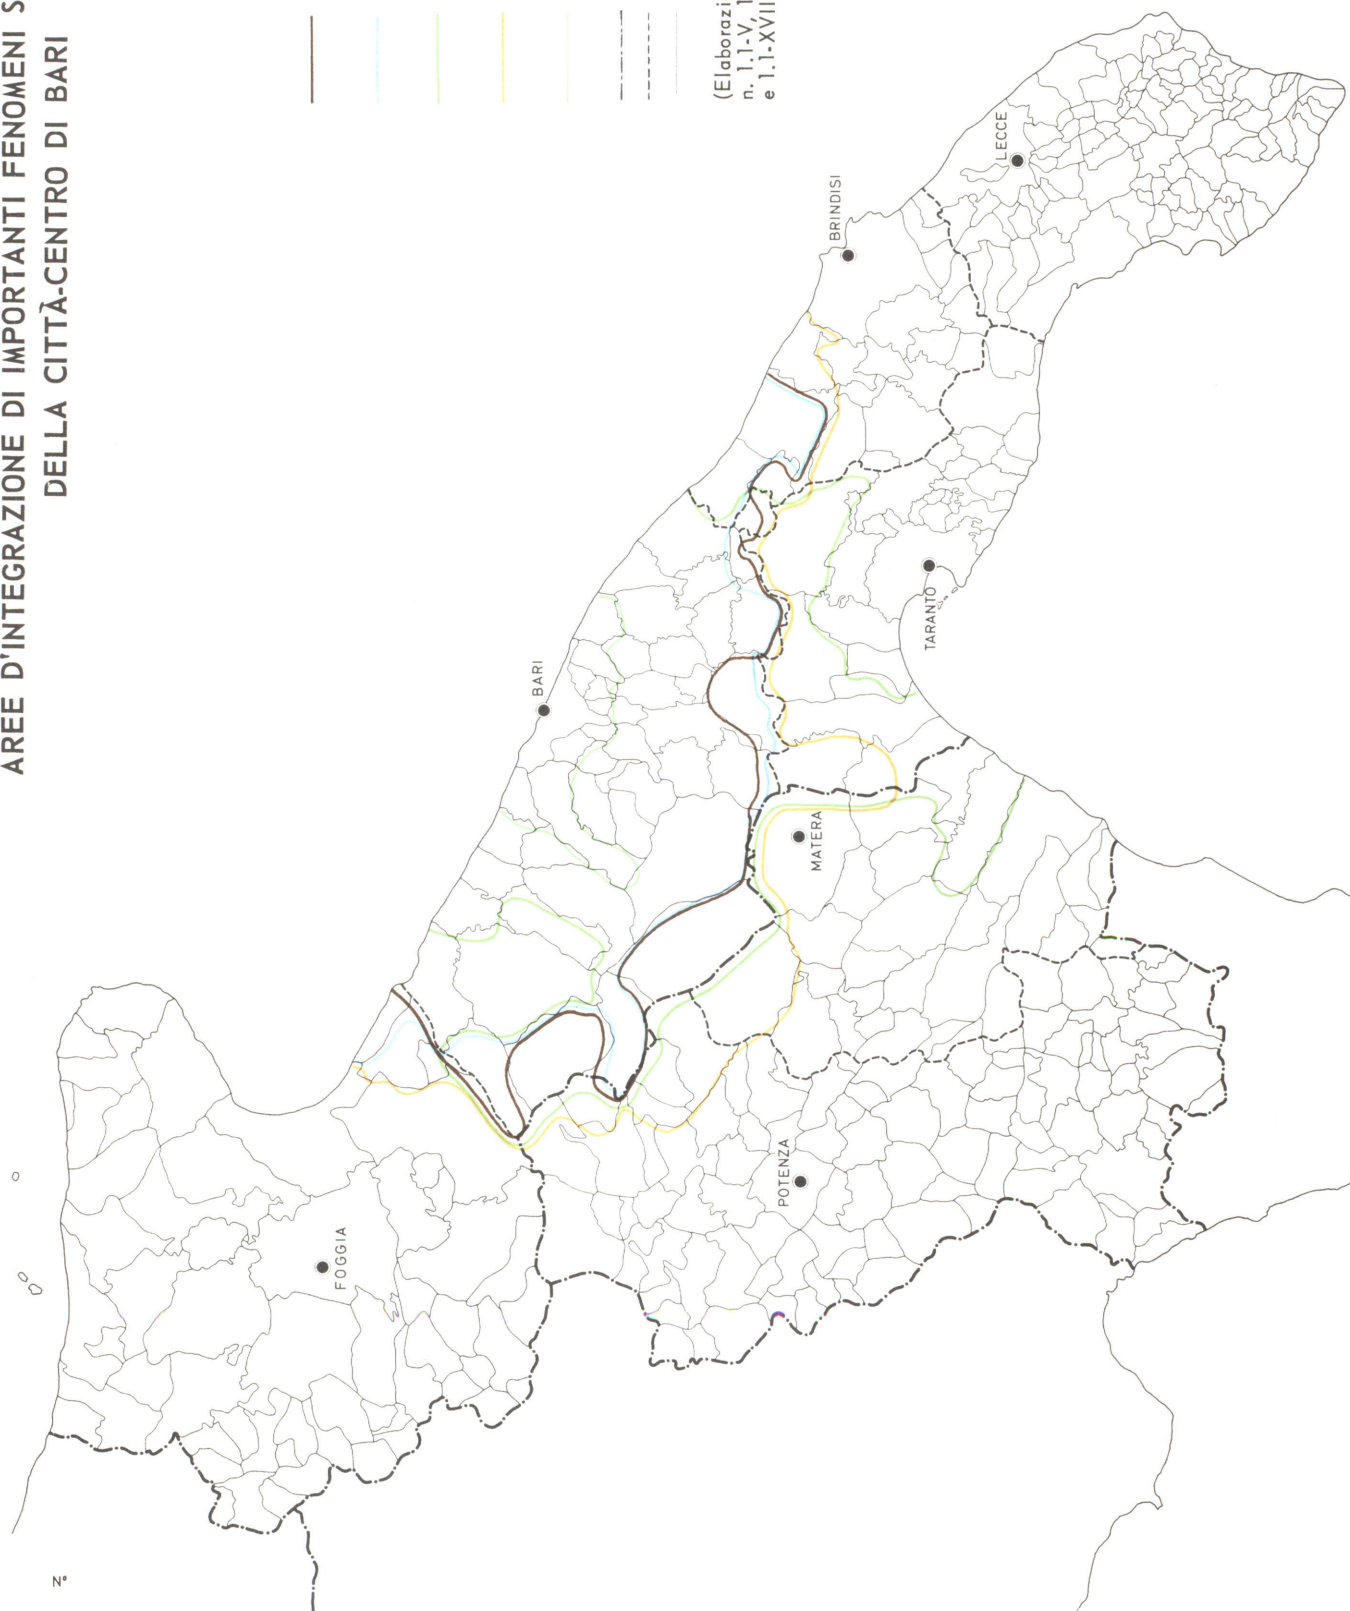 AREE D'INTEGRAZIONE DI IMPORTANTI FENOMENI S
DELLA CITTÀ-CENTRO DI BARI
(Elaborazi
n. 1.1-V, 1
e 1.1-XVII
LECCE
BRINDISI
TARANTO
BARI
MATERA
POTENZA
FOGGIA
N°